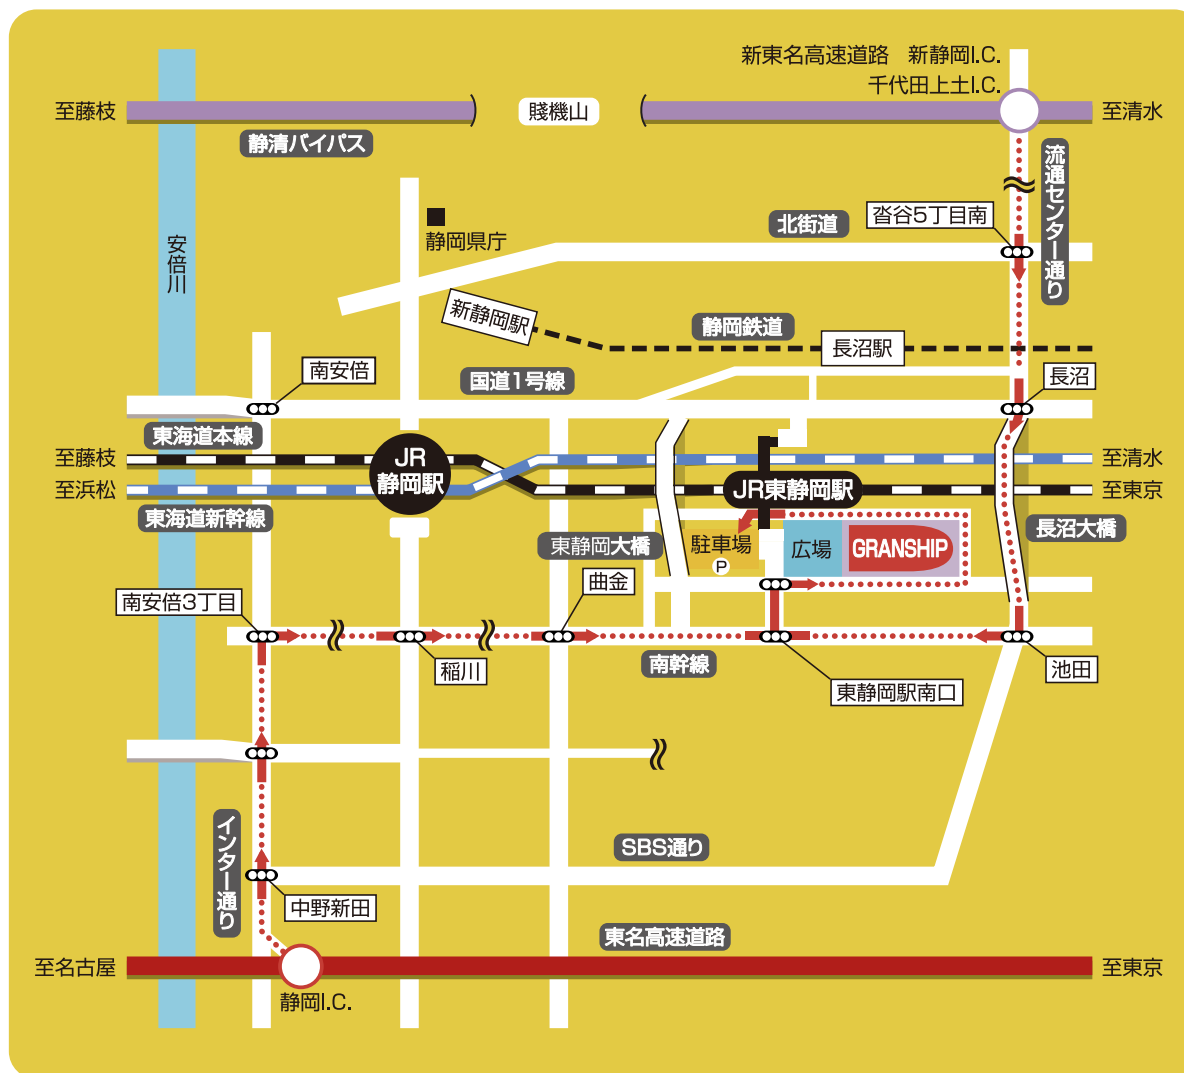 新東名高速道路　新静岡I.C.
千代田上土I.C.
至藤枝
賤機山
至清水
静清バイパス
流通センター通り
沓谷5丁目南
北街道
静岡県庁
安倍川
新静岡駅
静岡鉄道
長沼駅
南安倍
国道1号線
長沼
東海道本線
至藤枝
JR
静岡駅
至清水
至浜松
JR東静岡駅
至東京
東海道新幹線
長沼大橋
東静岡大橋
駐車場
P
広場
GRANSHIP
曲金
南安倍3丁目
稲川
南幹線
池田
東静岡駅南口
インター通り
SBS通り
中野新田
東名高速道路
至名古屋
至東京
静岡I.C.